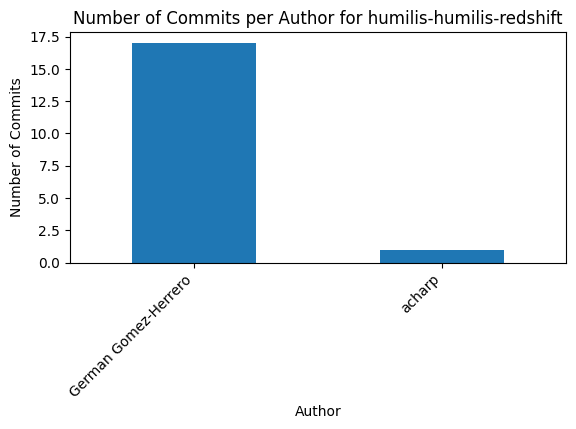 Number of Commits per Author for humilis-humilis-redshift
Number of Commits
17.5
15.0
12.5
10.0
7.5
5.0
2.5
0.0
German Gomez-Herrero
acharp
Author